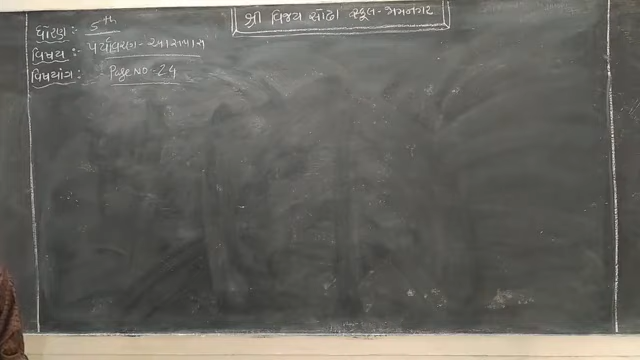 શ્રી વિજય સોઢા સ્કૂલ - જામનગર
ધોરણ :- 5th
વિષય :- પર્યાવરણ - આસપાસ
વિષયાંગ :- Page No :- 24